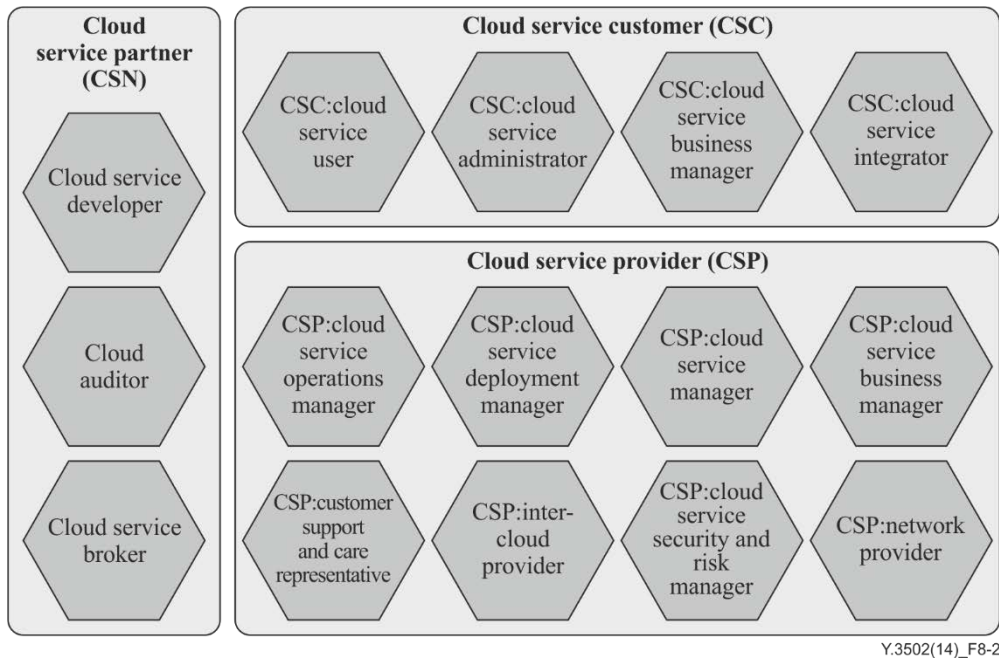 Cloud
service partner
(CSN)
Cloud service
developer
Cloud
auditor
Cloud service
broker
Cloud service customer (CSC)
CSC:cloud
service
user
CSC:cloud
service
administrator
CSC:cloud
service
business
manager
CSC:cloud
service
integrator
Cloud service provider (CSP)
CSP:cloud
service
operations
manager
CSP:cloud
service
deployment
manager
CSP:cloud
service
manager
CSP:cloud
service
business
manager
CSP:customer
support
and care
representative
CSP:inter-
cloud
provider
CSP:cloud
service
security and
risk
manager
CSP:network
provider
Y.3502(14)_F8-2